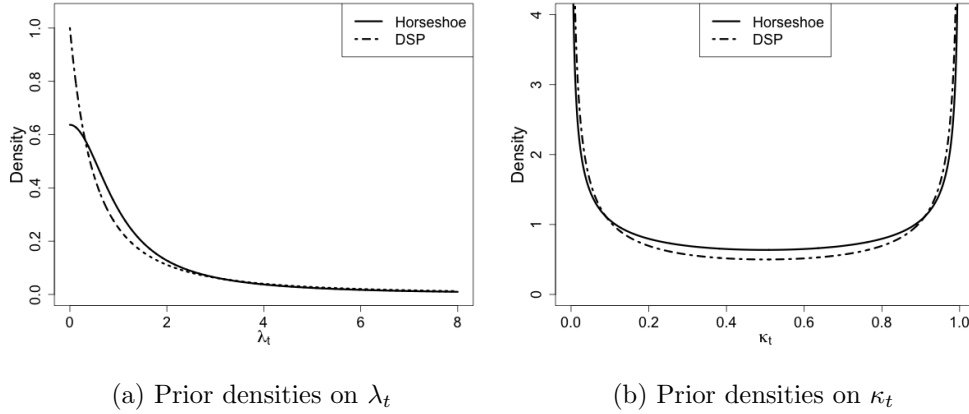 Horseshoe
DSP
Density
0.0 0.2 0.4 0.6 0.8 1.0
0 2 4 6 8
λt
(a) Prior densities on λt
Horseshoe
DSP
Density
0 1 2 3 4
0.0 0.2 0.4 0.6 0.8 1.0
κt
(b) Prior densities on κt